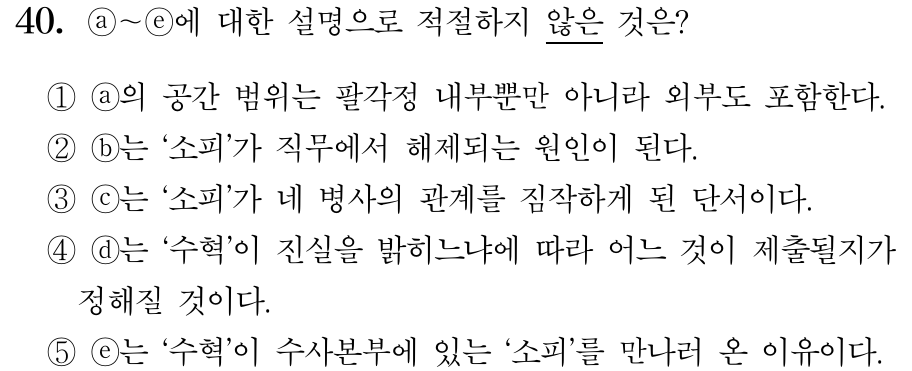 40. ⓐ~ⓔ에 대한 설명으로 적절하지 않은 것은?
① ⓐ의 공간 범위는 팔각정 내부뿐만 아니라 외부도 포함한다.
② ⓑ는 ‘소피’가 직무에서 해제되는 원인이 된다.
③ ⓒ는 ‘소피’가 네 병사의 관계를 짐작하게 된 단서이다.
④ ⓓ는 ‘수혁’이 진실을 밝히느냐에 따라 어느 것이 제출될지가
정해질 것이다.
⑤ ⓔ는 ‘수혁’이 수사본부에 있는 ‘소피’를 만나러 온 이유이다.